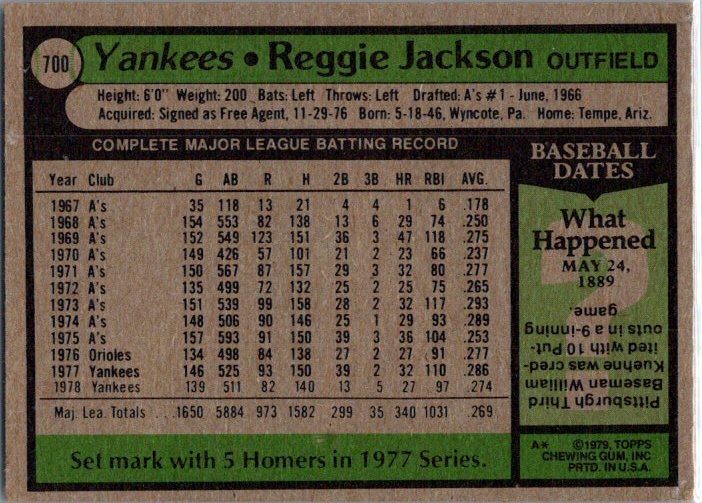 700 Yankees • Reggie Jackson OUTFIELD
Height: 6'0" Weight: 200 Bats: Left Throws: Left Drafted: A's #1 - June, 1966
Acquired: Signed as Free Agent, 11-29-76 Born: 5-18-46, Wyncote, Pa. Home: Tempe, Ariz.
COMPLETE MAJOR LEAGUE BATTING RECORD
Year Club G AB R H 2B 3B HR RBI AVG.
1967 A's 35 118 13 21 4 4 1 6 .178
1968 A's 154 553 82 138 13 6 29 74 .250
1969 A's 152 549 123 151 36 3 47 118 .275
1970 A's 149 426 57 101 21 2 23 66 .237
1971 A's 150 567 87 157 29 3 32 80 .277
1972 A's 135 499 72 132 25 2 25 75 .265
1973 A's 151 539 99 158 28 2 32 117 .293
1974 A's 148 506 90 146 25 1 29 93 .289
1975 A's 157 593 91 150 39 3 36 104 .253
1976 Orioles 134 498 84 138 27 2 27 91 .277
1977 Yankees 146 525 93 150 39 2 32 110 .286
1978 Yankees 139 511 82 140 13 5 27 97 .274
Maj. Lea. Totals . . . 1650 5884 973 1582 299 35 340 1031 .269
Set mark with 5 Homers in 1977 Series.
BASEBALL
DATES
?
What
Happened
MAY 24,
1889
Pittsburgh Third
Baseman William
Kuehne was cred-
ited with 10 Put-
outs in a 9-inning
game.
A* ©1979, TOPPS
CHEWING GUM, INC
PRTD. IN U.S.A.